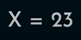 X = 23